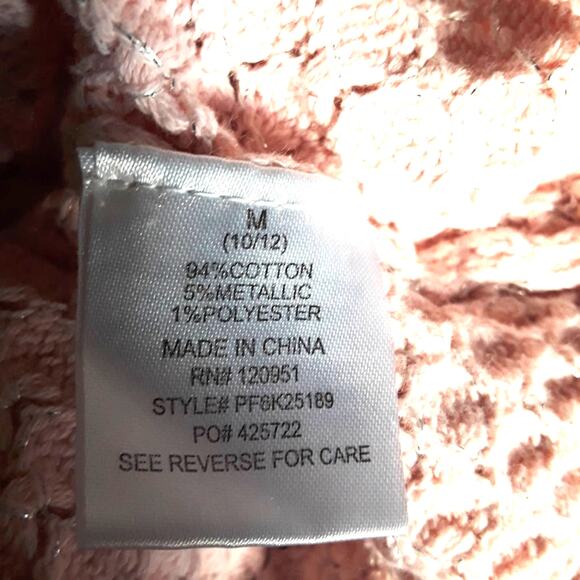 M
(10/12)
94%COTTON
5%METALLIC
1%POLYESTER
MADE IN CHINA
RN# 120951
STYLE# PF6K25189
PO# 425722
SEE REVERSE FOR CARE